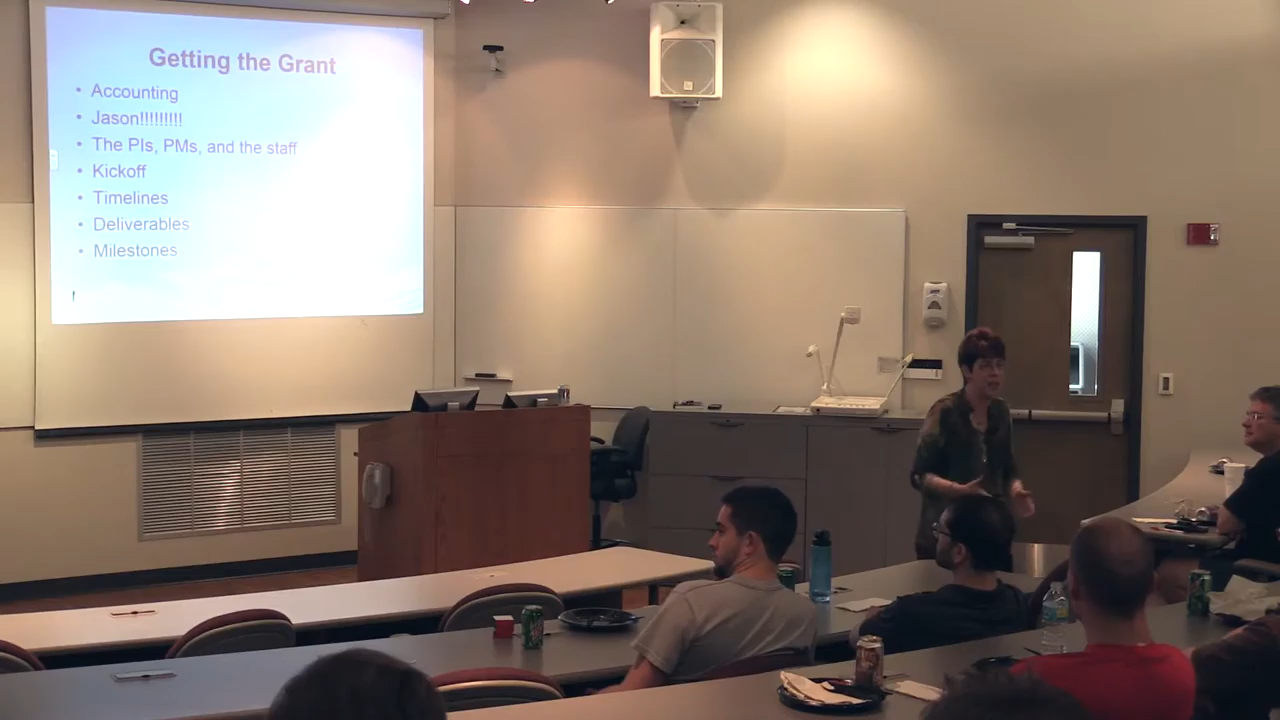 Getting the Grant
• Accounting
• Jason!!!!!!!!!
• The PIs, PMs, and the staff
• Kickoff
• Timelines
• Deliverables
• Milestones